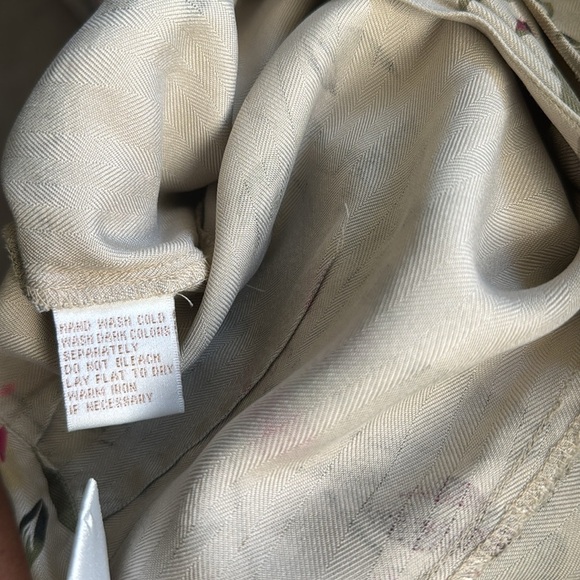 HAND WASH COLD
WASH DARK COLORS
SEPARATELY
DO NOT BLEACH
LAY FLAT TO DRY
WARM IRON
IF NECESSARY